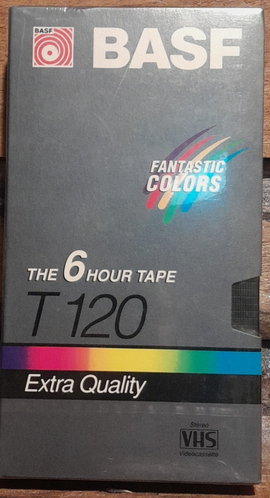 BASF
BASF
FANTASTIC
COLORS
THE 6 HOUR TAPE
T 120
Extra Quality
Stereo
VHS
Videocassette